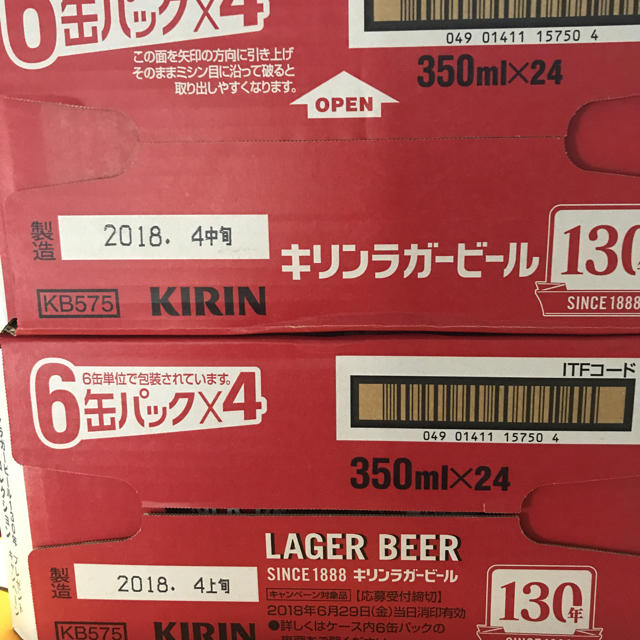 6缶パック×4
049 01411 15750 4
この面を矢印の方向に引き上げ
そのままミシン目に沿って破ると
取り出しやすくなります。
350ml×24
OPEN
製造
2018. 4中旬
キリンラガービール
130年
SINCE 1888
KB575
KIRIN
6缶単位で包装されています。
6缶パック×4
ITFコード
049 01411 15750 4
350ml×24
LAGER BEER
SINCE 1888 キリンラガービール
製造
2018. 4上旬
キャンペーン対象品 【応募受付締切】
2018年6月29日(金)当日消印有効
●詳しくはケース内6缶パックの
130年
SINCE 1888
KB575
KIRIN